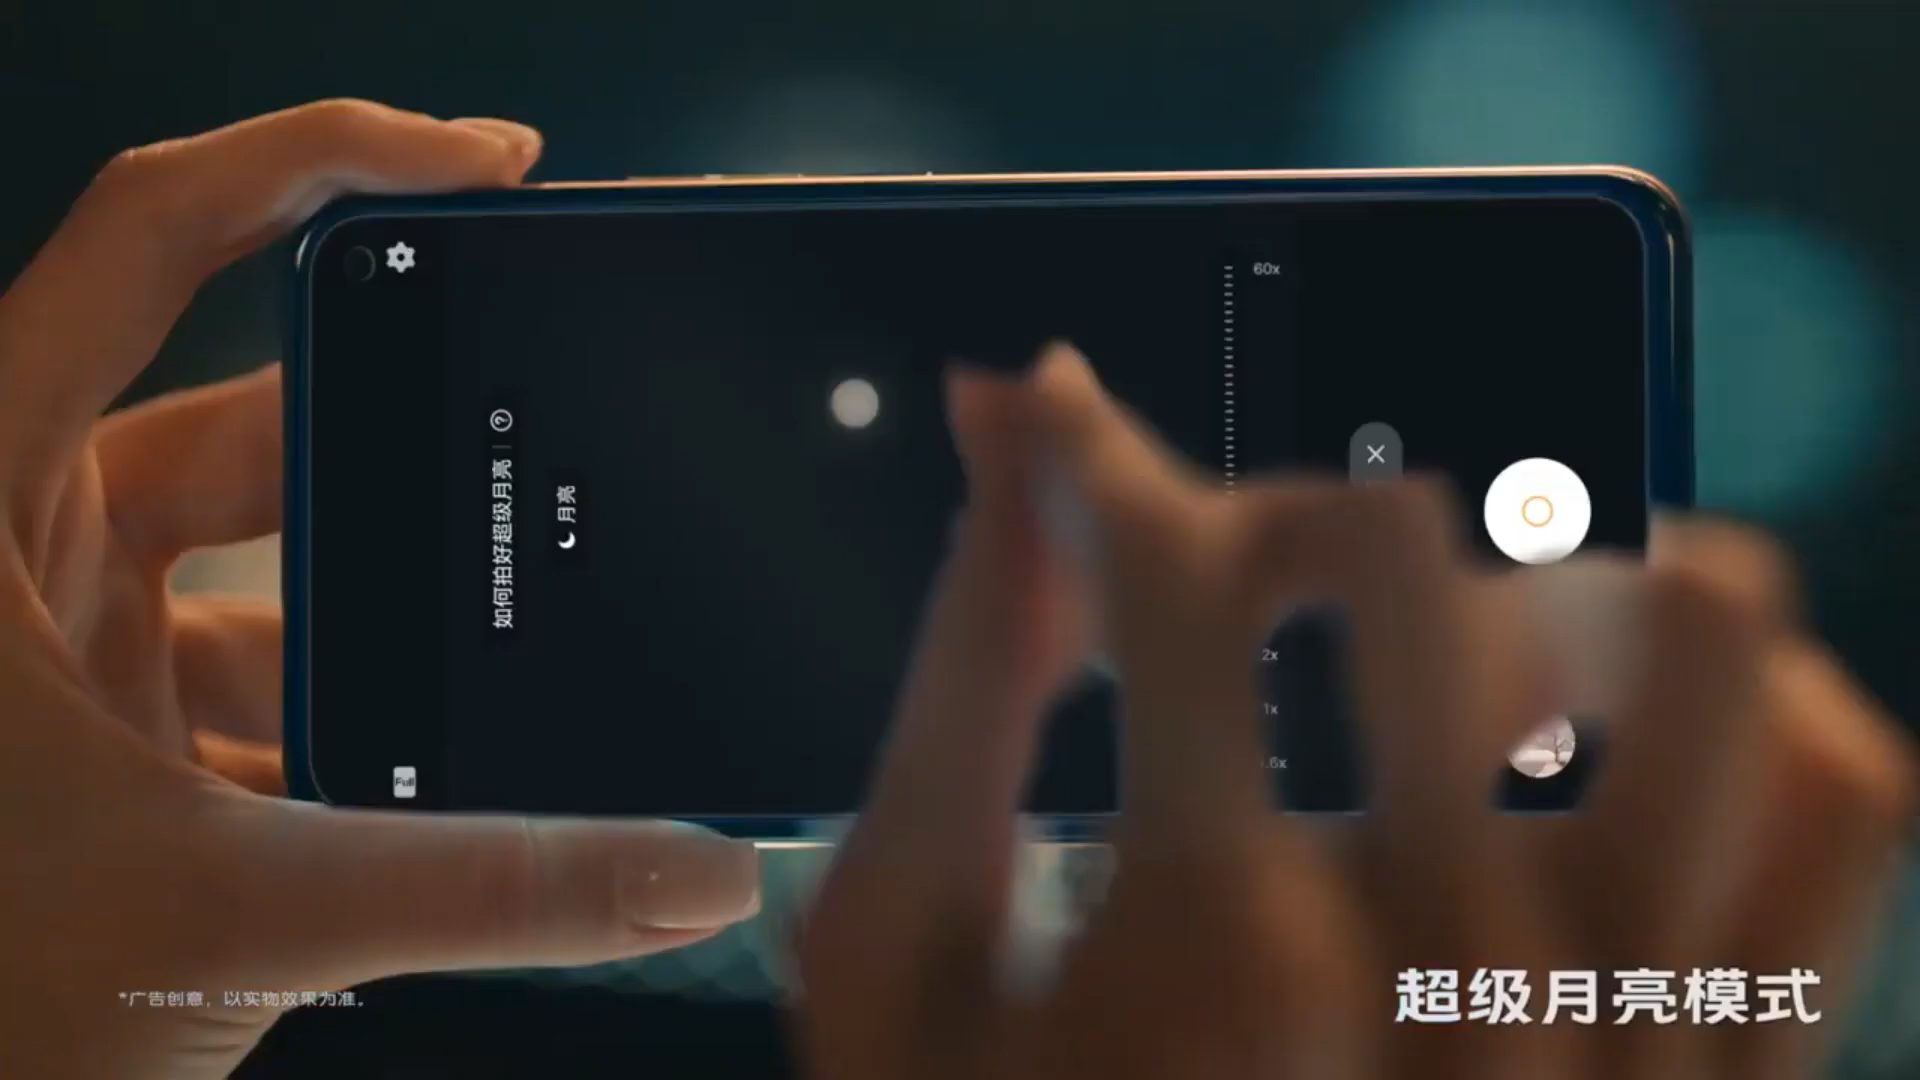 60x
如何拍好超级月亮
月亮
2x
1x
.6x
Full
超级月亮模式
*广告创意，以实物效果为准。